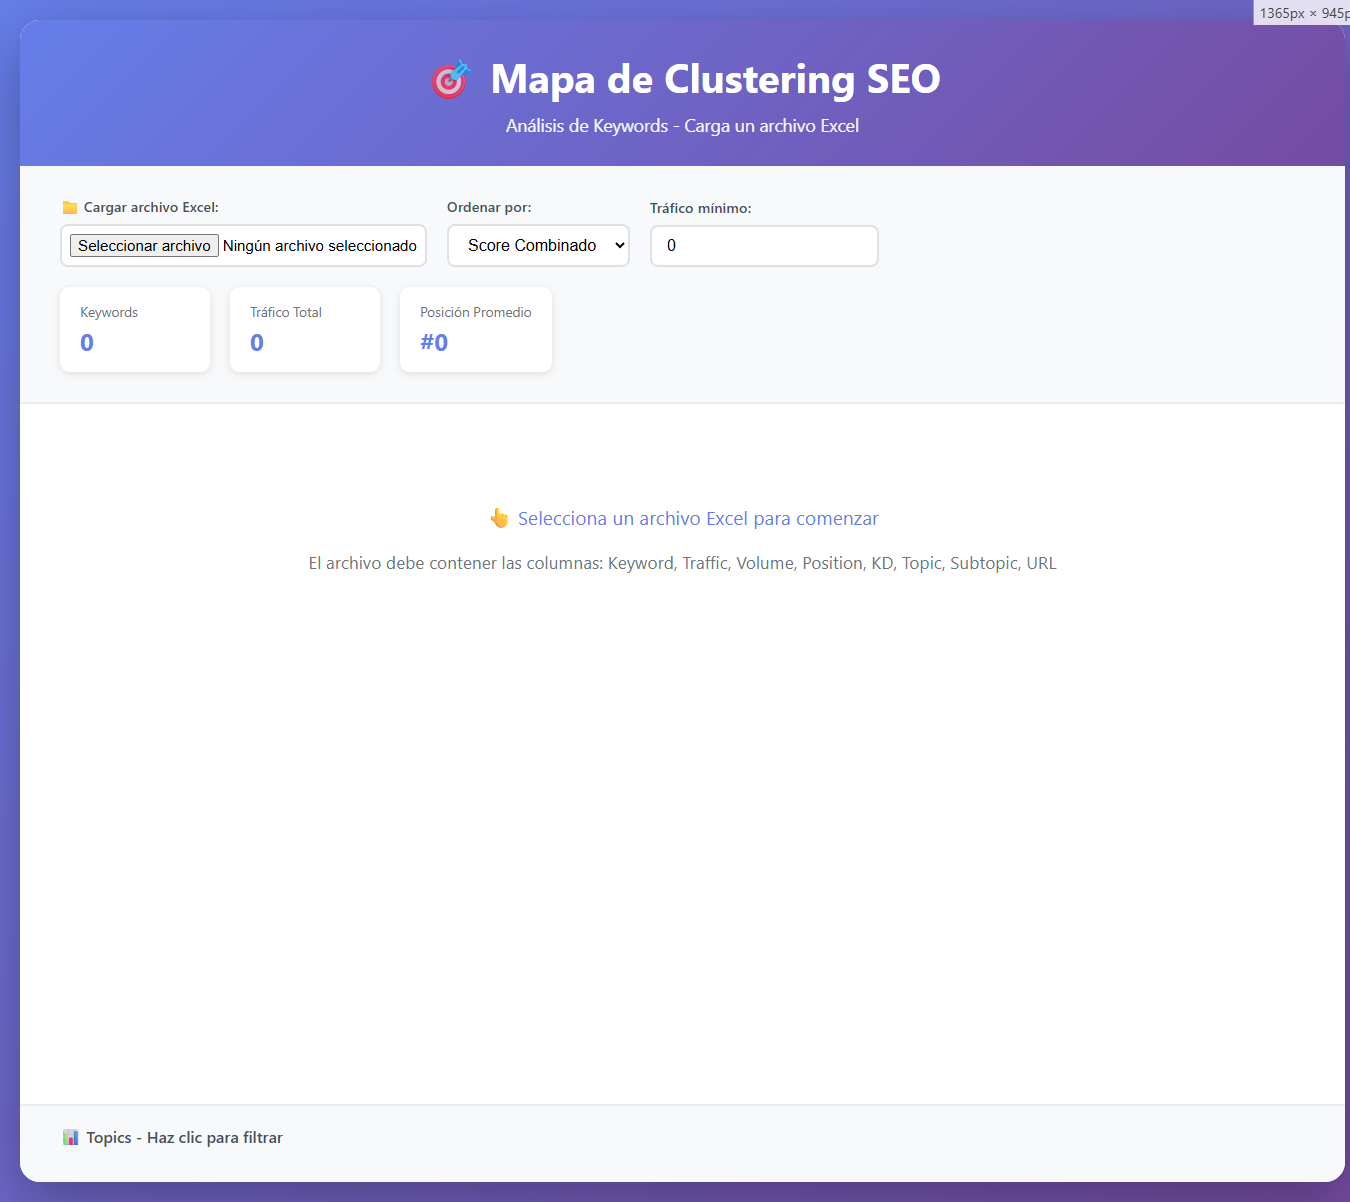 1365px × 945p
Mapa de Clustering SEO
Análisis de Keywords - Carga un archivo Excel
Cargar archivo Excel:
Ordenar por:
Tráfico mínimo:
Seleccionar archivo Ningún archivo seleccionado
Score Combinado
0
Keywords
0
Tráfico Total
0
Posición Promedio
#0
Selecciona un archivo Excel para comenzar
El archivo debe contener las columnas: Keyword, Traffic, Volume, Position, KD, Topic, Subtopic, URL
Topics - Haz clic para filtrar